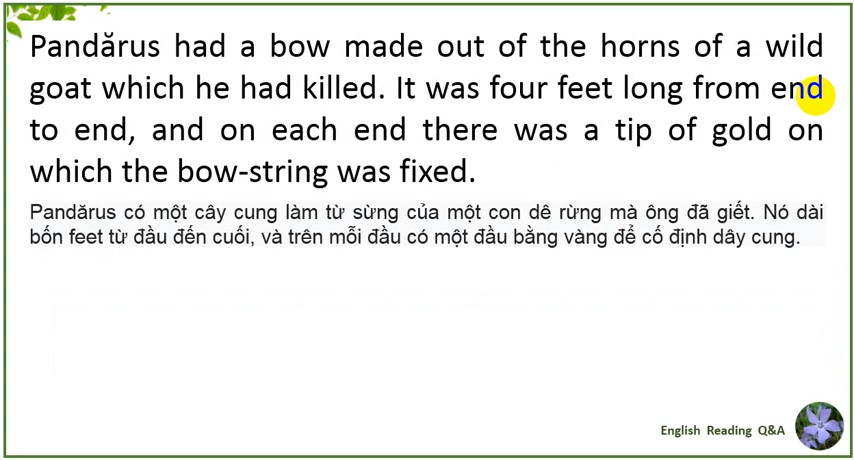 Pandărus had a bow made out of the horns of a wild
goat which he had killed. It was four feet long from end
to end, and on each end there was a tip of gold on
which the bow-string was fixed.
Pandărus có một cây cung làm từ sừng của một con dê rừng mà ông đã giết. Nó dài
bốn feet từ đầu đến cuối, và trên mỗi đầu có một đầu bằng vàng để cố định dây cung.
English Reading Q&A